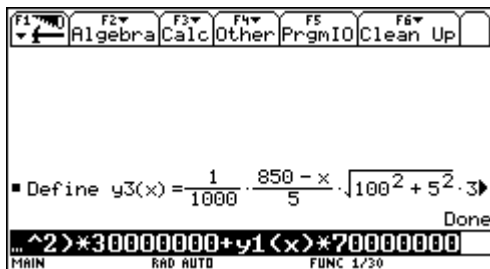 F1 F2 F3 F4 F5 F6
Algebra Calc Other PrgmIO Clean Up
▪ Define y3(x) = 1/1000 · (850 - x)/5 · √(100² + 5²) · 3▶
Done
…^2)*30000000+y1(x)*70000000
MAIN RAD AUTO FUNC 1/30